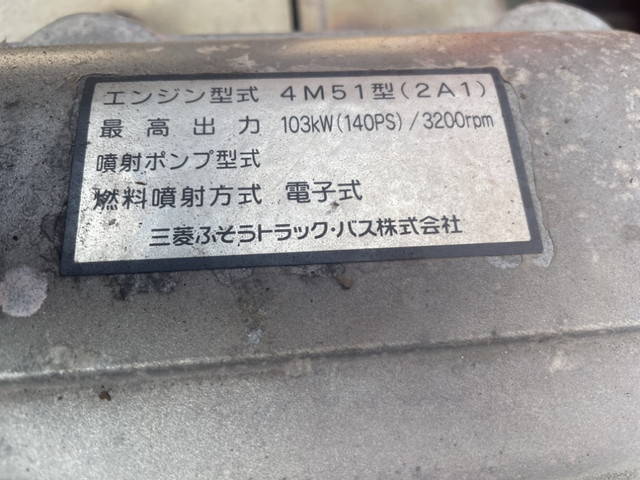 エンジン型式 4M51型(2A1)
最高出力 103kW(140PS)/3200rpm
噴射ポンプ型式
燃料噴射方式 電子式
三菱ふそうトラック・バス株式会社